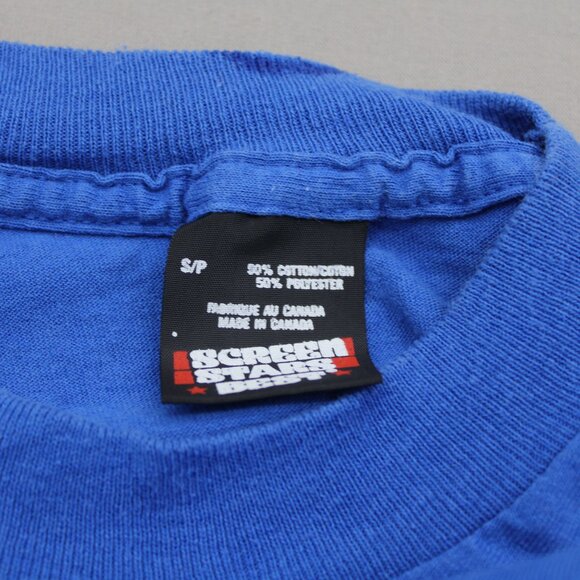 S/P
50% COTTON/COTON
50% POLYESTER
FABRIQUE AU CANADA
MADE IN CANADA
SCREEN
STARS
BEST